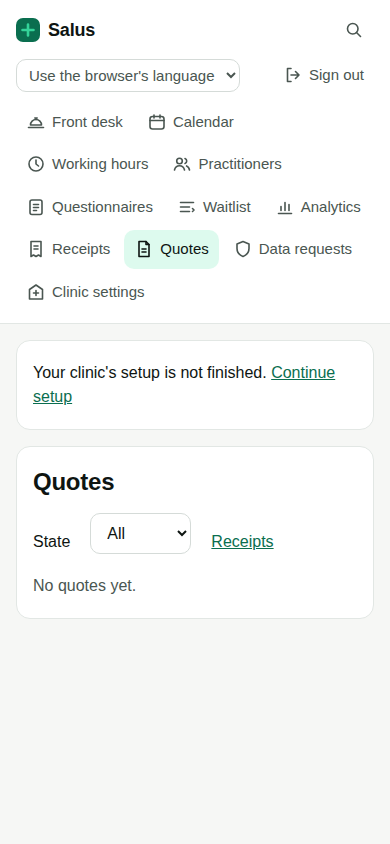 Salus
Use the browser's language
Sign out
Front desk
Calendar
Working hours
Practitioners
Questionnaires
Waitlist
Analytics
Receipts
Quotes
Data requests
Clinic settings
Your clinic's setup is not finished. Continue
setup
Quotes
State
All
Receipts
No quotes yet.